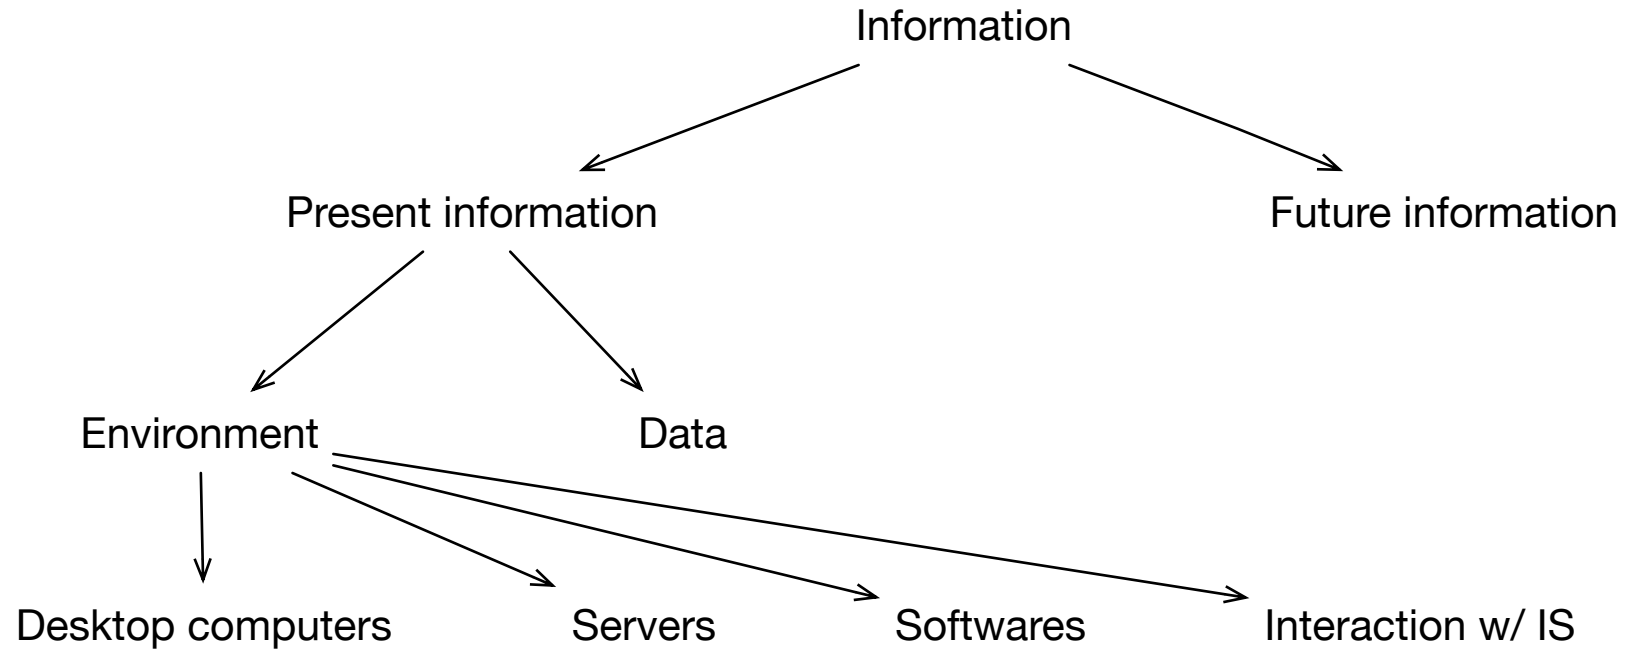 Information
Present information
Future information
Environment
Data
Desktop computers
Servers
Softwares
Interaction w/ IS